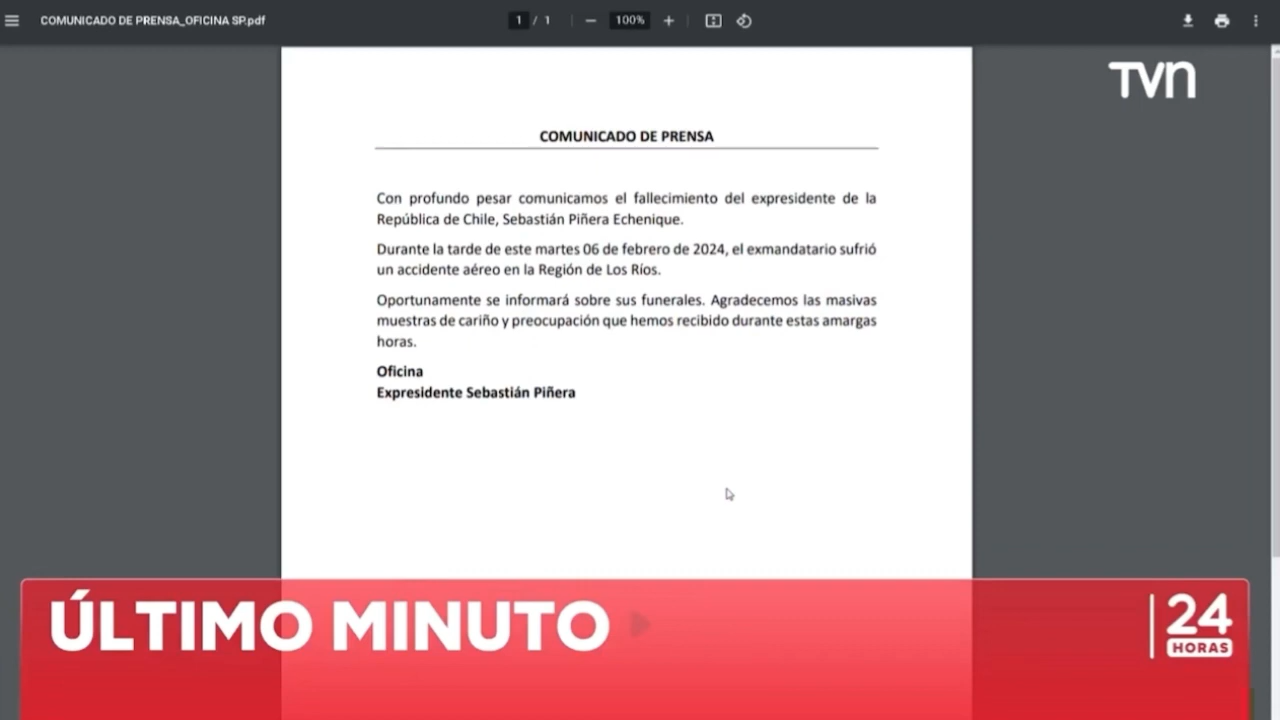 COMUNICADO DE PRENSA_OFICINA SP.pdf
1 / 1
100%
TVN
COMUNICADO DE PRENSA
Con profundo pesar comunicamos el fallecimiento del expresidente de la
República de Chile, Sebastián Piñera Echenique.
Durante la tarde de este martes 06 de febrero de 2024, el exmandatario sufrió
un accidente aéreo en la Región de Los Ríos.
Oportunamente se informará sobre sus funerales. Agradecemos las masivas
muestras de cariño y preocupación que hemos recibido durante estas amargas
horas.
Oficina
Expresidente Sebastián Piñera
ÚLTIMO MINUTO
24
HORAS